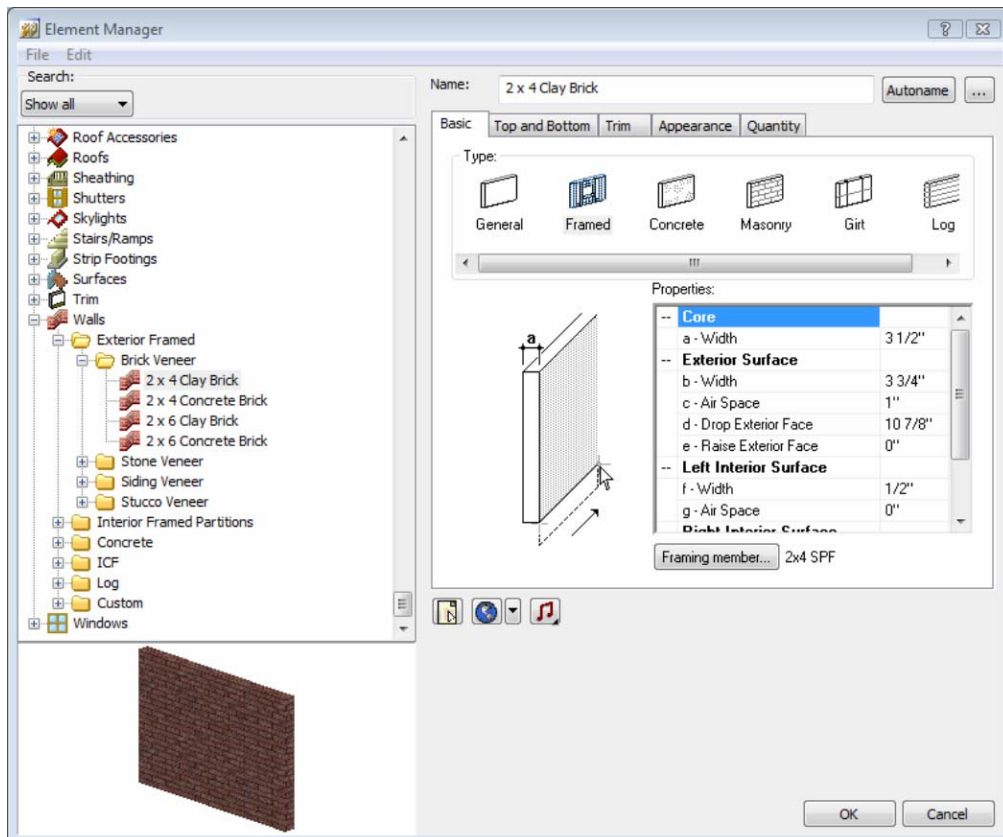 Element Manager
File Edit
Search:
Show all
Roof Accessories
Roofs
Sheathing
Shutters
Skylights
Stairs/Ramps
Strip Footings
Surfaces
Trim
Walls
Exterior Framed
Brick Veneer
2 x 4 Clay Brick
2 x 4 Concrete Brick
2 x 6 Clay Brick
2 x 6 Concrete Brick
Stone Veneer
Siding Veneer
Stucco Veneer
Interior Framed Partitions
Concrete
ICF
Log
Custom
Windows
Name: 2 x 4 Clay Brick Autoname ...
Basic Top and Bottom Trim Appearance Quantity
Type:
General Framed Concrete Masonry Girt Log
a
Properties:
-- Core
a - Width 3 1/2"
-- Exterior Surface
b - Width 3 3/4"
c - Air Space 1"
d - Drop Exterior Face 10 7/8"
e - Raise Exterior Face 0"
-- Left Interior Surface
f - Width 1/2"
g - Air Space 0"
Right Interior Surface
Framing member... 2x4 SPF
OK Cancel